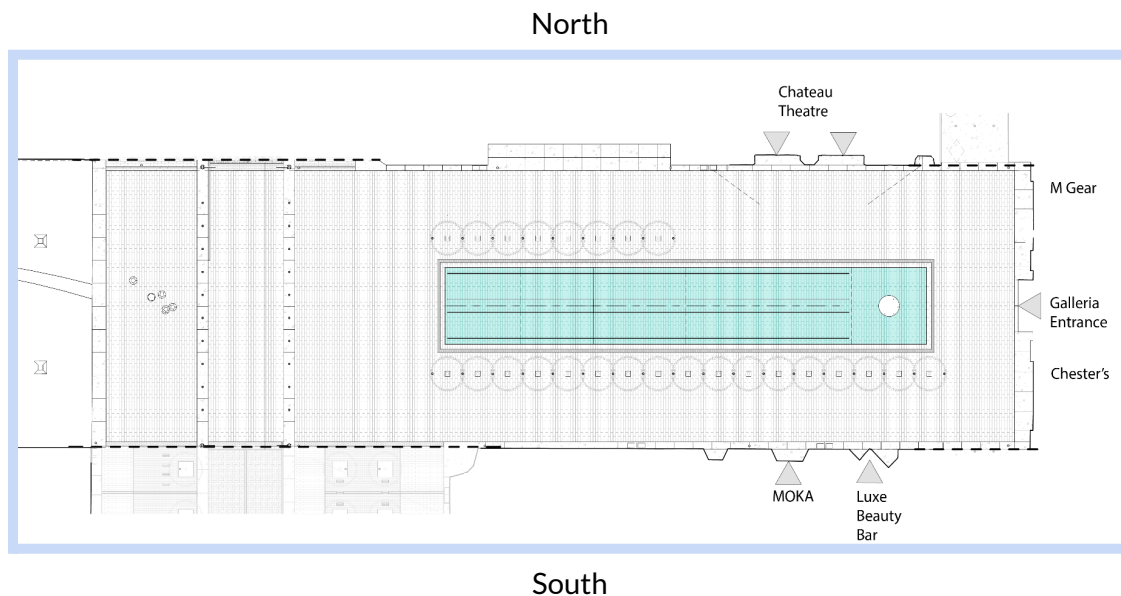 North
Chateau
Theatre
M Gear
Galleria
Entrance
Chester's
MOKA
Luxe
Beauty
Bar
South